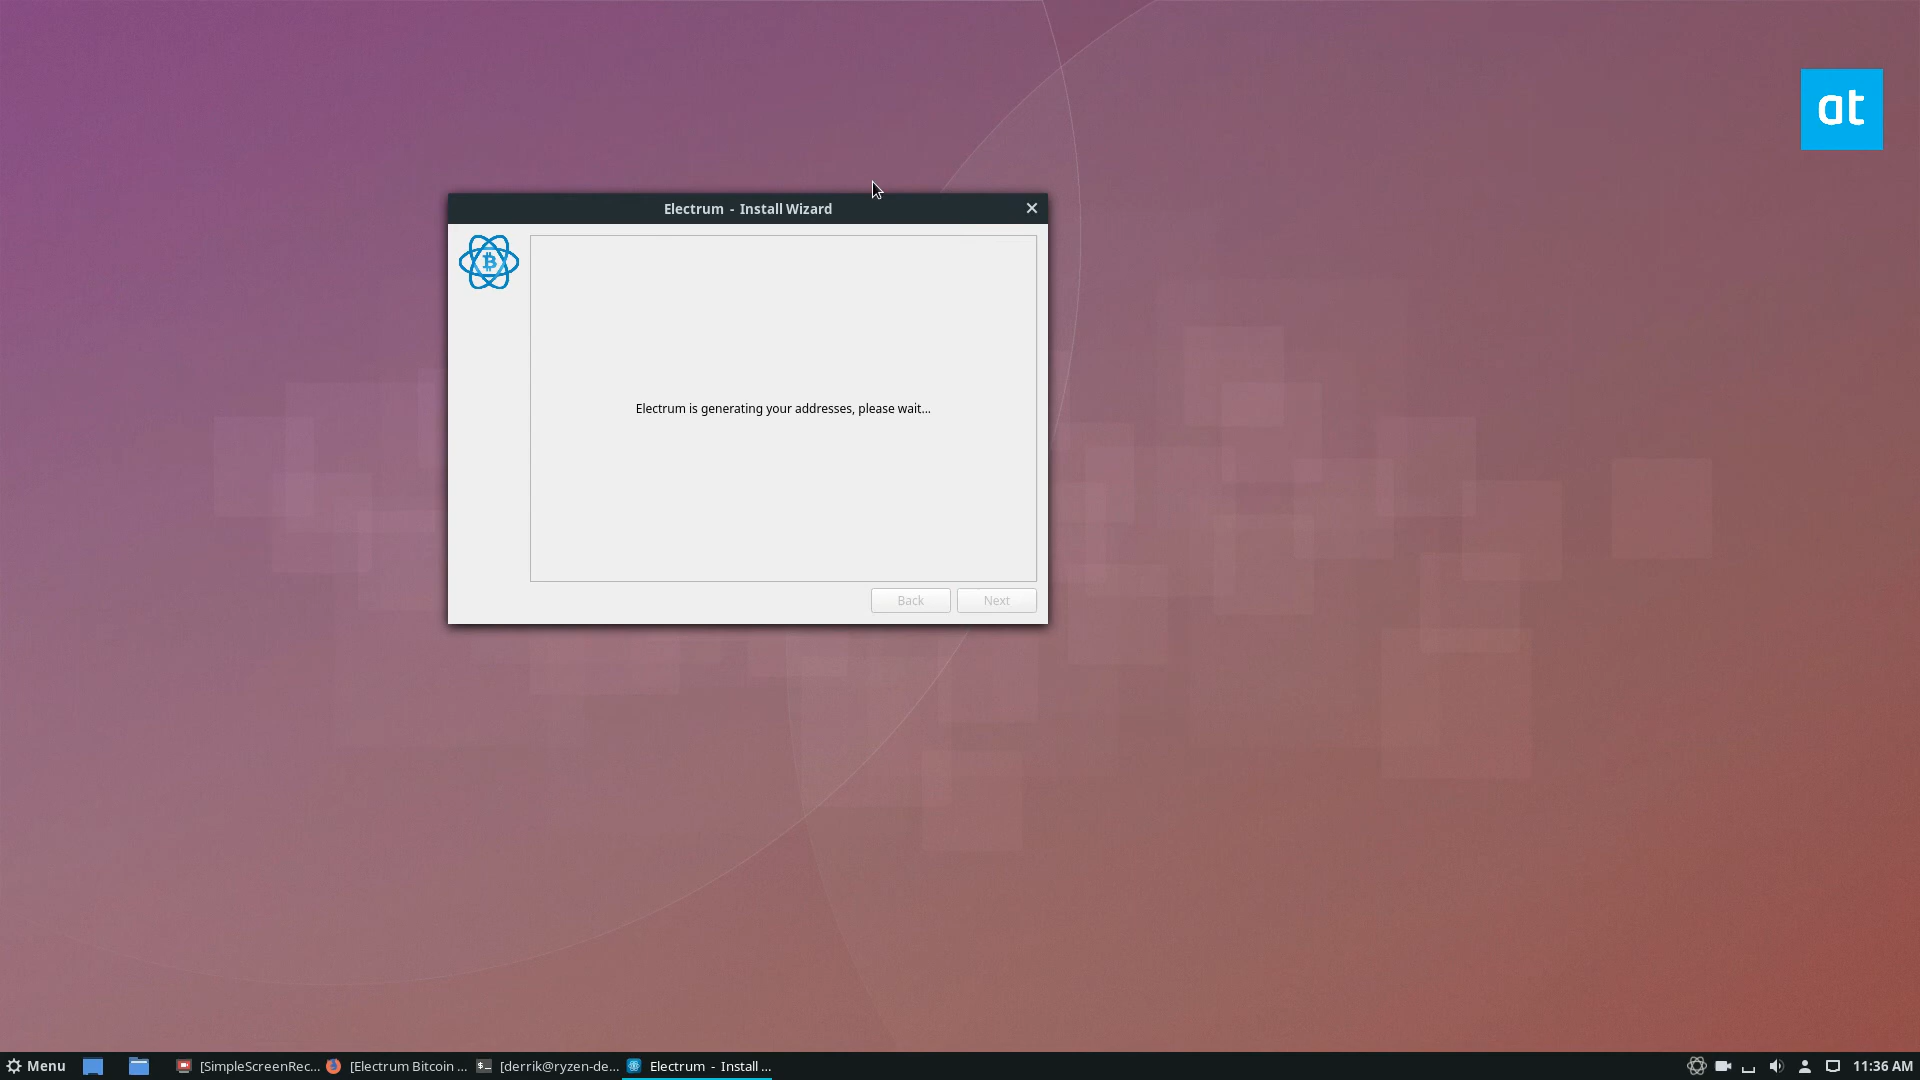 at
Electrum - Install Wizard
Electrum is generating your addresses, please wait...
Back
Next
Menu
[SimpleScreenRec...
[Electrum Bitcoin ...
[derrik@ryzen-de...
Electrum - Install ...
11:36 AM